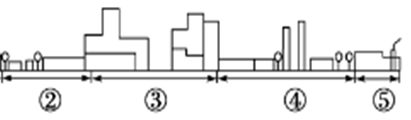 ② ③ ④ ⑤